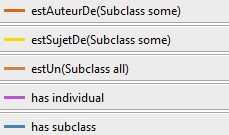 estAuteurDe(Subclass some)
estSujetDe(Subclass some)
estUn(Subclass all)
has individual
has subclass